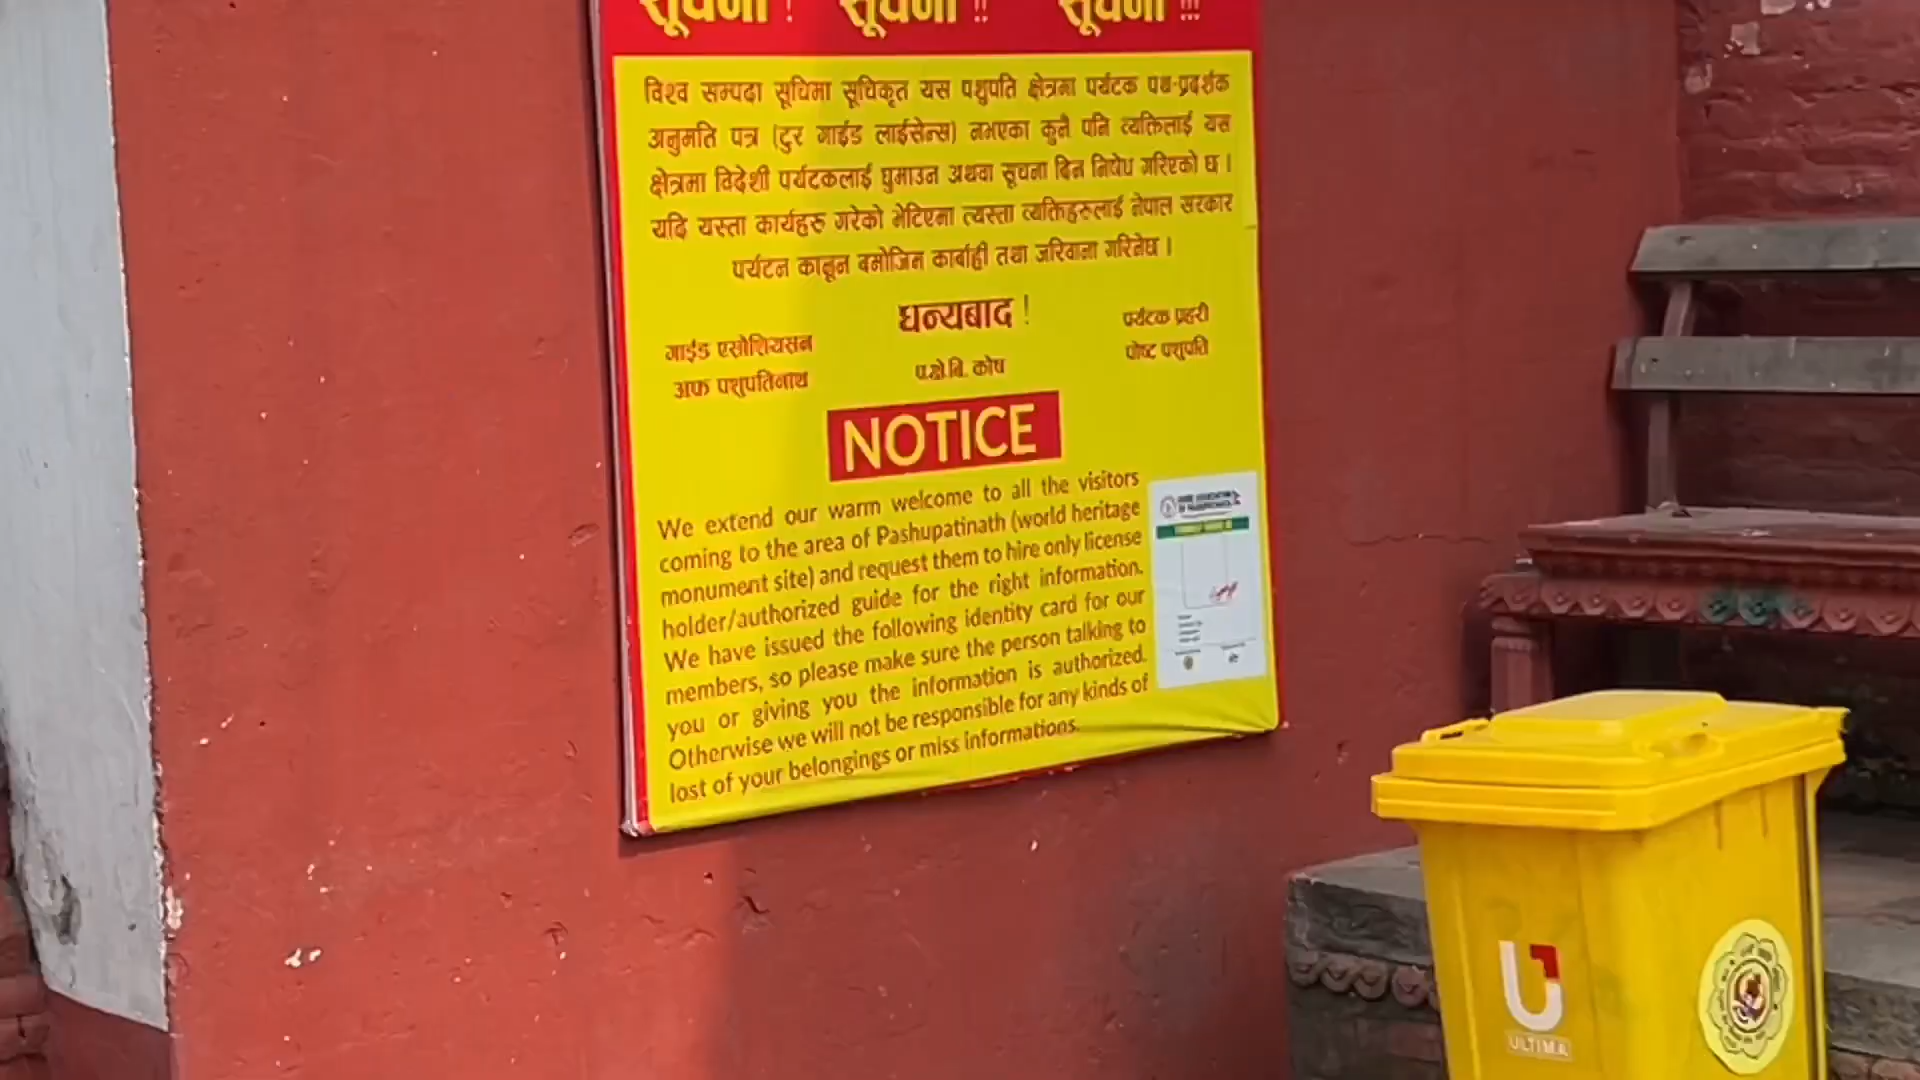 सूचना ! सूचना !! सूचना !!!
विश्व सम्पदा सूचिमा सूचिकृत यस पशुपति क्षेत्रमा पर्यटक पथ-प्रदर्शक
अनुमति पत्र (टुर गाईड लाईसेन्स) नभएका कुनै पनि व्यक्तिलाई यस
क्षेत्रमा विदेशी पर्यटकलाई घुमाउन अथवा सूचना दिन निषेध गरिएको छ ।
यदि यस्ता कार्यहरु गरेको भेटिएमा त्यस्ता व्यक्तिहरुलाई नेपाल सरकार
पर्यटन कानून बमोजिम कार्बाही तथा जरिवाना गरिनेछ ।
धन्यबाद !
गाईड एसोशियसन
अफ पशुपतिनाथ
प.क्षे.बि. कोष
पर्यटक प्रहरी
पोष्ट पशुपति
NOTICE
We extend our warm welcome to all the visitors
coming to the area of Pashupatinath (world heritage
monument site) and request them to hire only license
holder/authorized guide for the right information.
We have issued the following identity card for our
members, so please make sure the person talking to
you or giving you the information is authorized.
Otherwise we will not be responsible for any kinds of
lost of your belongings or miss informations.
ULTIMA